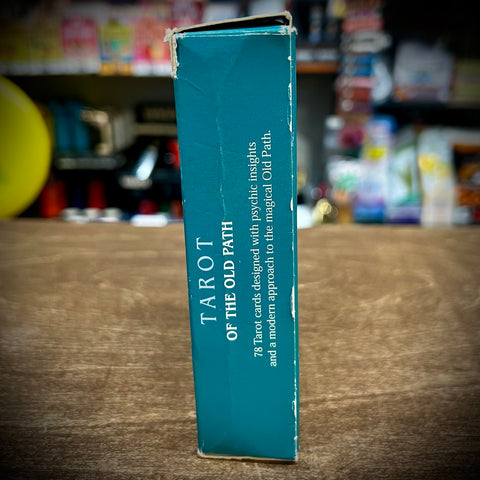 TAROT
OF THE OLD PATH
78 Tarot cards designed with psychic insights
and a modern approach to the magical Old Path.